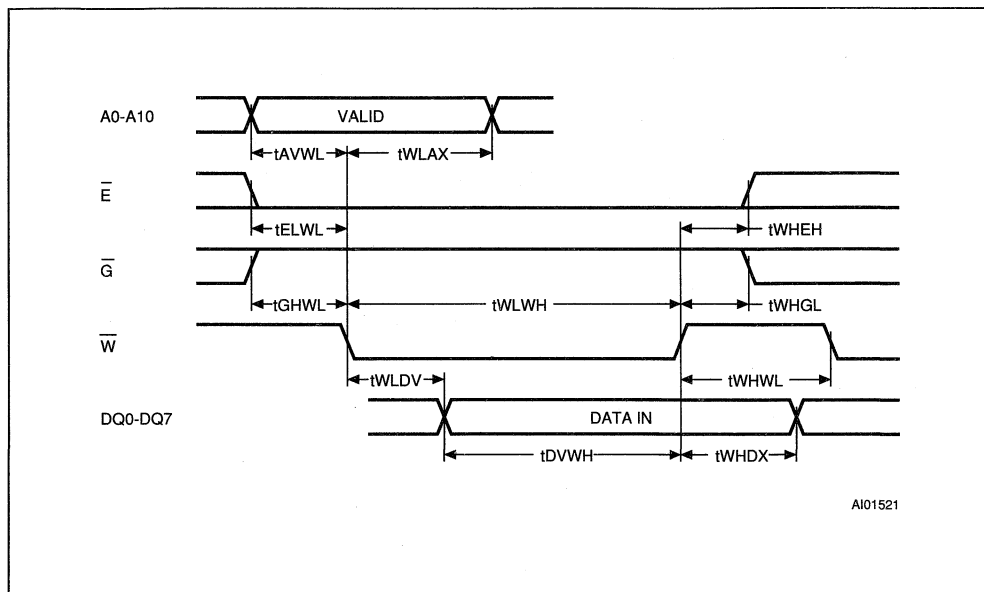 A0-A10
VALID
tAVWL
tWLAX
E
tELWL
tWHEH
G
tGHWL
tWLWH
tWHGL
W
tWLDV
tWHWL
DQ0-DQ7
DATA IN
tDVWH
tWHDX
AI01521